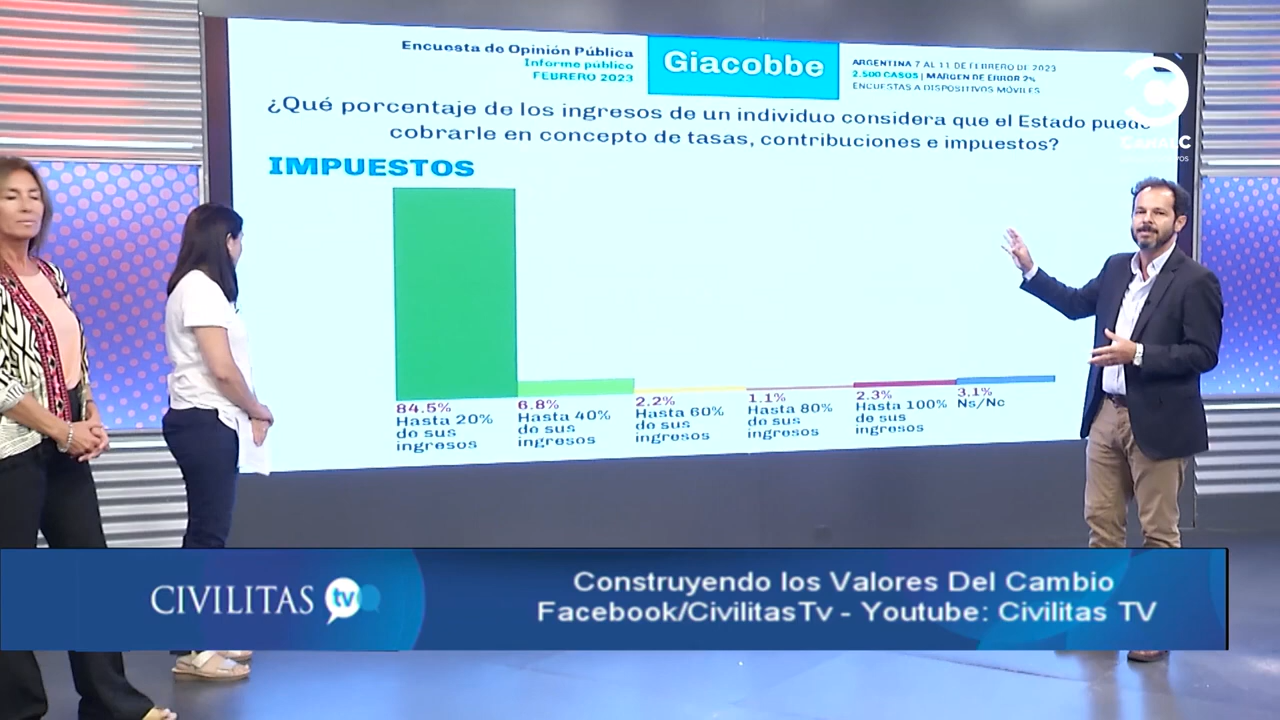 Encuesta de Opinión Pública
Informe público
FEBRERO 2023
Giacobbe
ARGENTINA 7 AL 11 DE FEBRERO DE 2023
2.500 CASOS | MARGEN DE ERROR 2%
ENCUESTAS A DISPOSITIVOS MÓVILES
¿Qué porcentaje de los ingresos de un individuo considera que el Estado puede
cobrarle en concepto de tasas, contribuciones e impuestos?
IMPUESTOS
CANAL C
84.5%
Hasta 20%
de sus
ingresos
6.8%
Hasta 40%
de sus
ingresos
2.2%
Hasta 60%
de sus
ingresos
1.1%
Hasta 80%
de sus
ingresos
2.3%
Hasta 100%
de sus
ingresos
3.1%
Ns/Nc
CIVILITAS tv
Construyendo los Valores Del Cambio
Facebook/CivilitasTv - Youtube: Civilitas TV